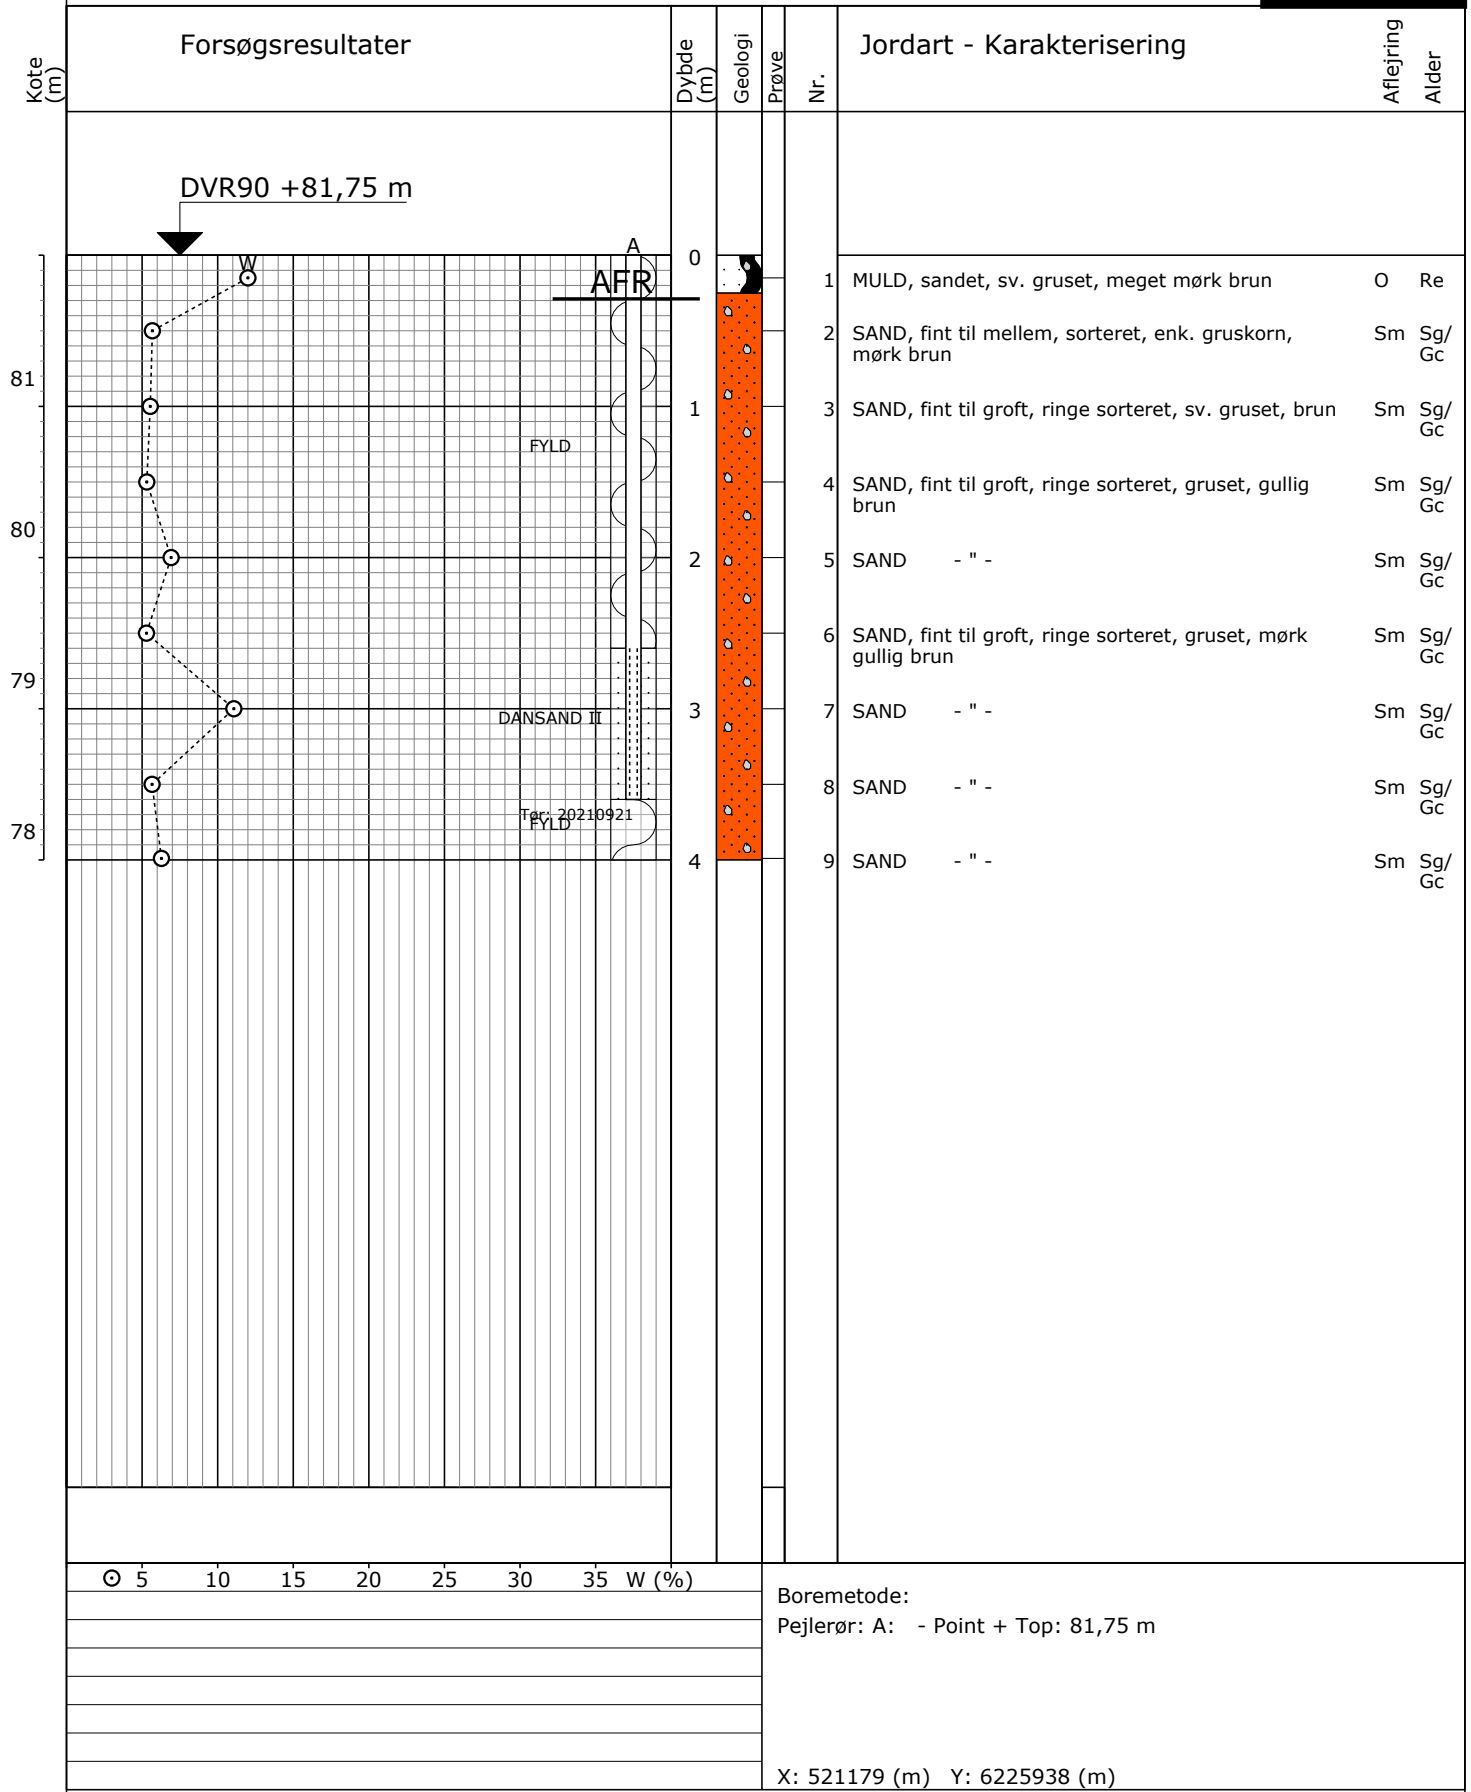 Kote (m)
Forsøgsresultater
Dybde (m)
Geologi
Prøve
Nr.
Jordart - Karakterisering
Aflejring
Alder
DVR90 +81,75 m
W
A
AFR
0
1 MULD, sandet, sv. gruset, meget mørk brun O Re
2 SAND, fint til mellem, sorteret, enk. gruskorn, Sm Sg/
mørk brun Gc
81
1
3 SAND, fint til groft, ringe sorteret, sv. gruset, brun Sm Sg/
Gc
FYLD
4 SAND, fint til groft, ringe sorteret, gruset, gullig Sm Sg/
brun Gc
80
2
5 SAND - " - Sm Sg/
Gc
6 SAND, fint til groft, ringe sorteret, gruset, mørk Sm Sg/
gullig brun Gc
79
3
DANSAND II
7 SAND - " - Sm Sg/
Gc
8 SAND - " - Sm Sg/
Gc
Tør: 20210921
FYLD
78
4
9 SAND - " - Sm Sg/
Gc
5 10 15 20 25 30 35 W (%)
Boremetode:
Pejlerør: A: - Point + Top: 81,75 m
X: 521179 (m) Y: 6225938 (m)